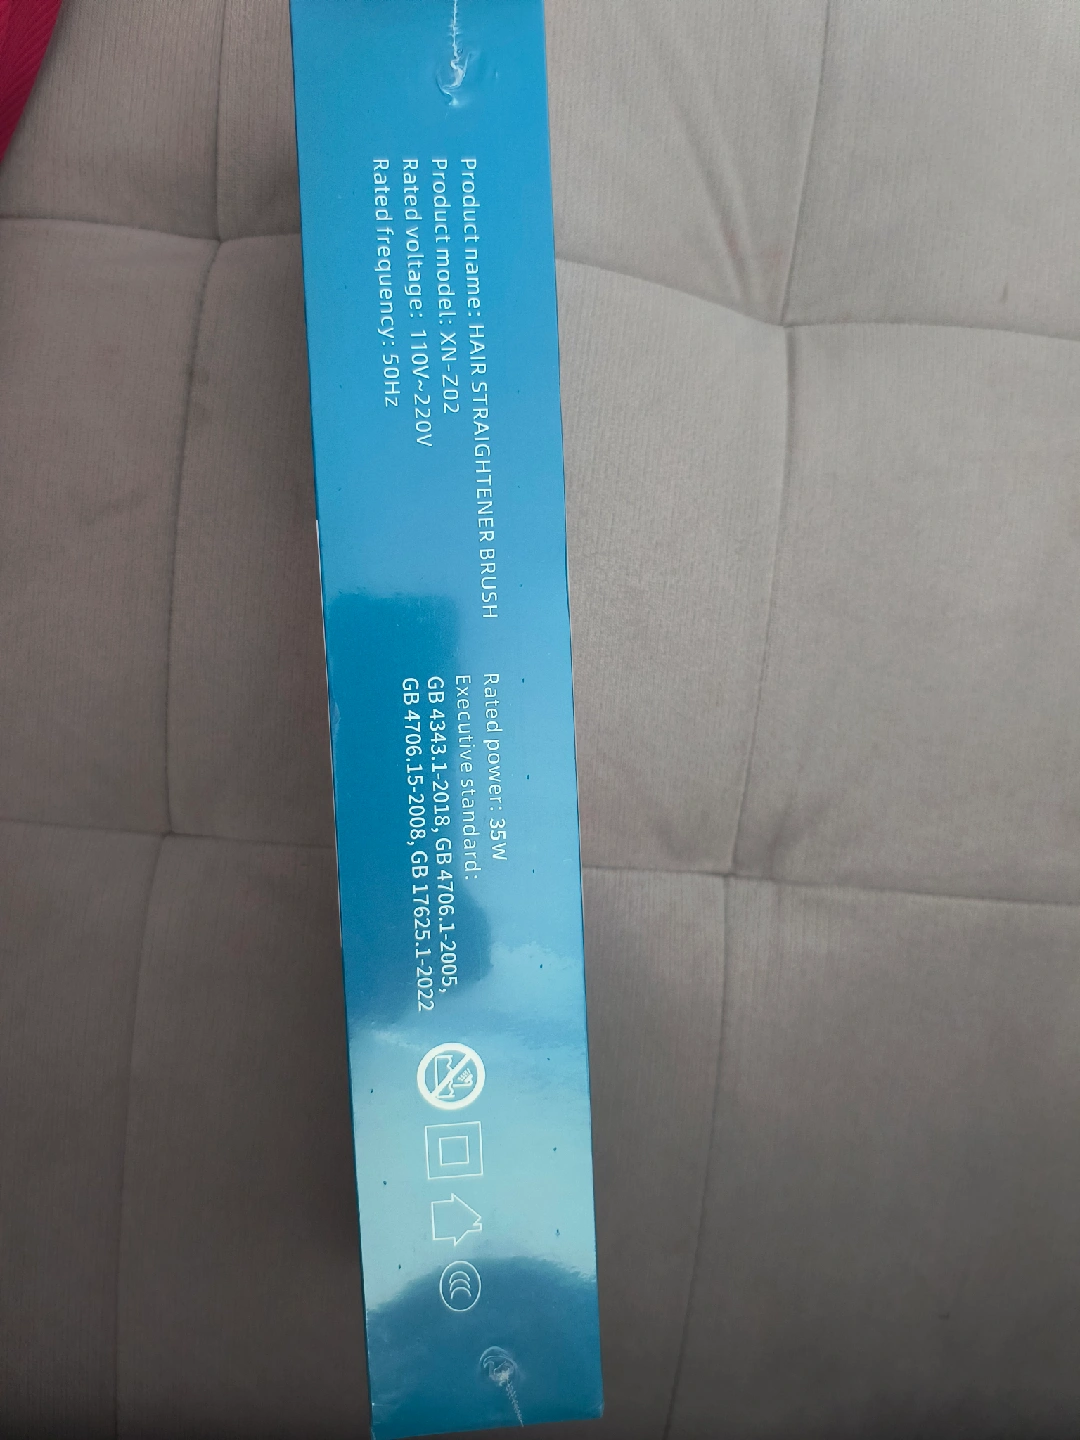 Product name: HAIR STRAIGHTENER BRUSH
Product model: XN-Z02
Rated voltage: 110V~220V
Rated frequency: 50Hz
Rated power: 35W
Executive standard:
GB 4343.1-2018, GB 4706.1-2005,
GB 4706.15-2008, GB 17625.1-2022